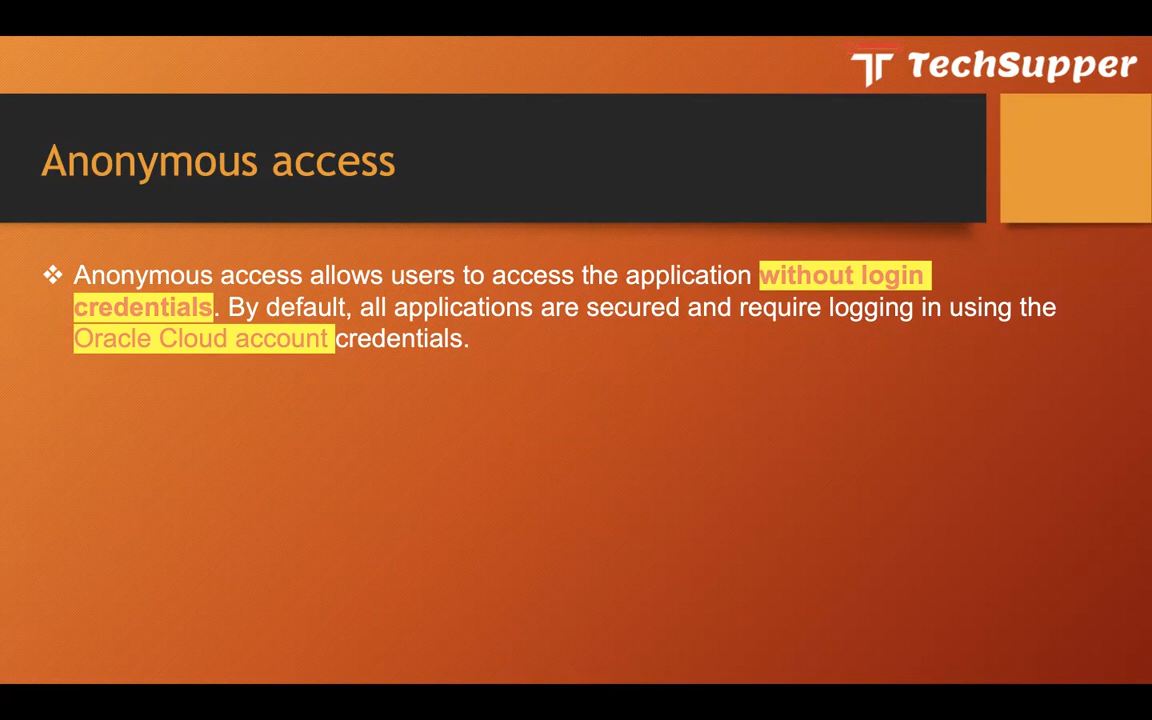 TechSupper
Anonymous access
❖ Anonymous access allows users to access the application without login
credentials. By default, all applications are secured and require logging in using the
Oracle Cloud account credentials.